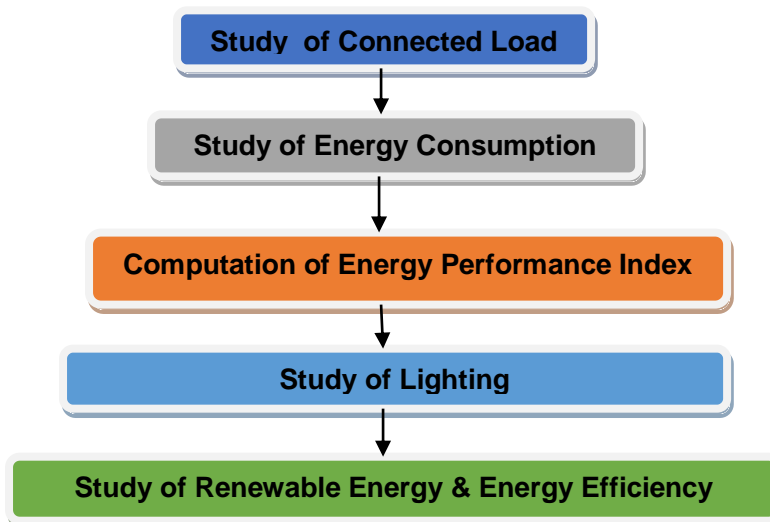 Study of Connected Load
Study of Energy Consumption
Computation of Energy Performance Index
Study of Lighting
Study of Renewable Energy & Energy Efficiency